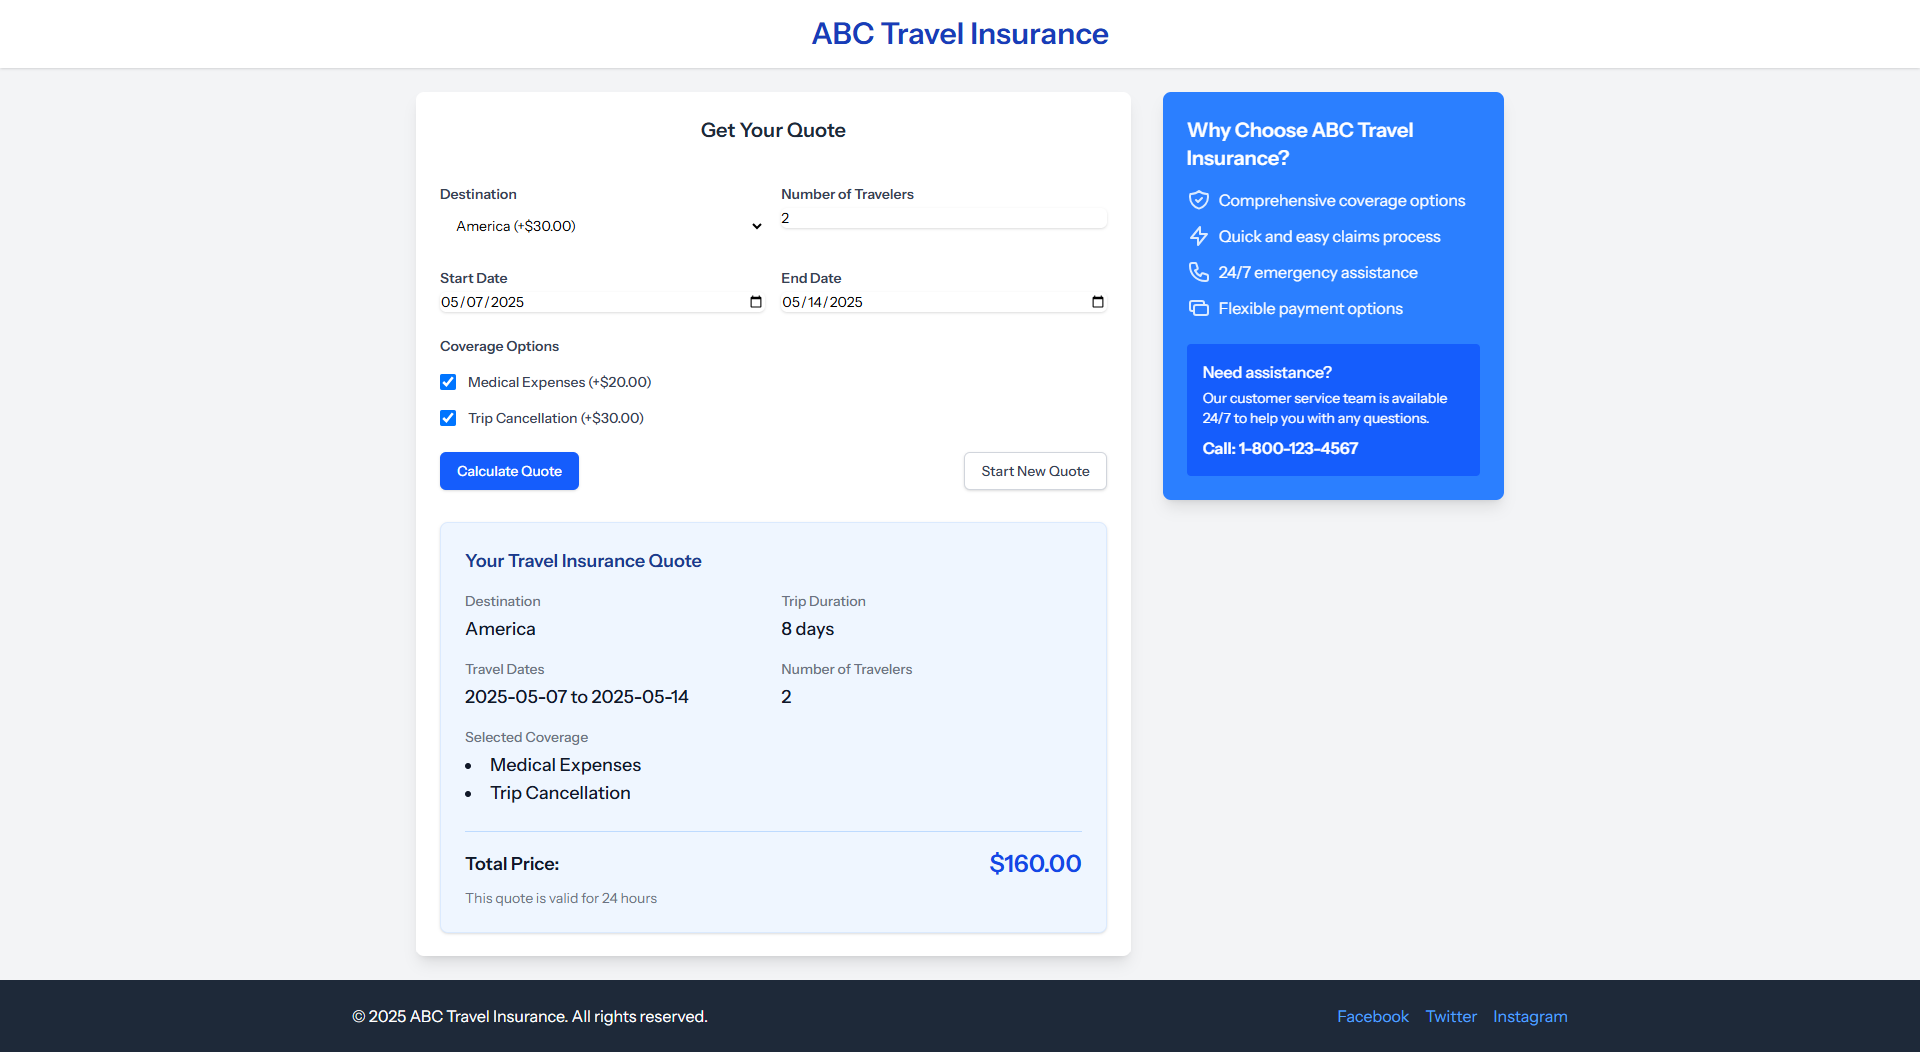 ABC Travel Insurance
Get Your Quote
Destination
America (+$30.00)
Number of Travelers
2
Start Date
05/07/2025
End Date
05/14/2025
Coverage Options
Medical Expenses (+$20.00)
Trip Cancellation (+$30.00)
Calculate Quote
Start New Quote
Your Travel Insurance Quote
Destination
America
Trip Duration
8 days
Travel Dates
2025-05-07 to 2025-05-14
Number of Travelers
2
Selected Coverage
• Medical Expenses
• Trip Cancellation
Total Price:
$160.00
This quote is valid for 24 hours
Why Choose ABC Travel
Insurance?
Comprehensive coverage options
Quick and easy claims process
24/7 emergency assistance
Flexible payment options
Need assistance?
Our customer service team is available
24/7 to help you with any questions.
Call: 1-800-123-4567
© 2025 ABC Travel Insurance. All rights reserved.
Facebook
Twitter
Instagram